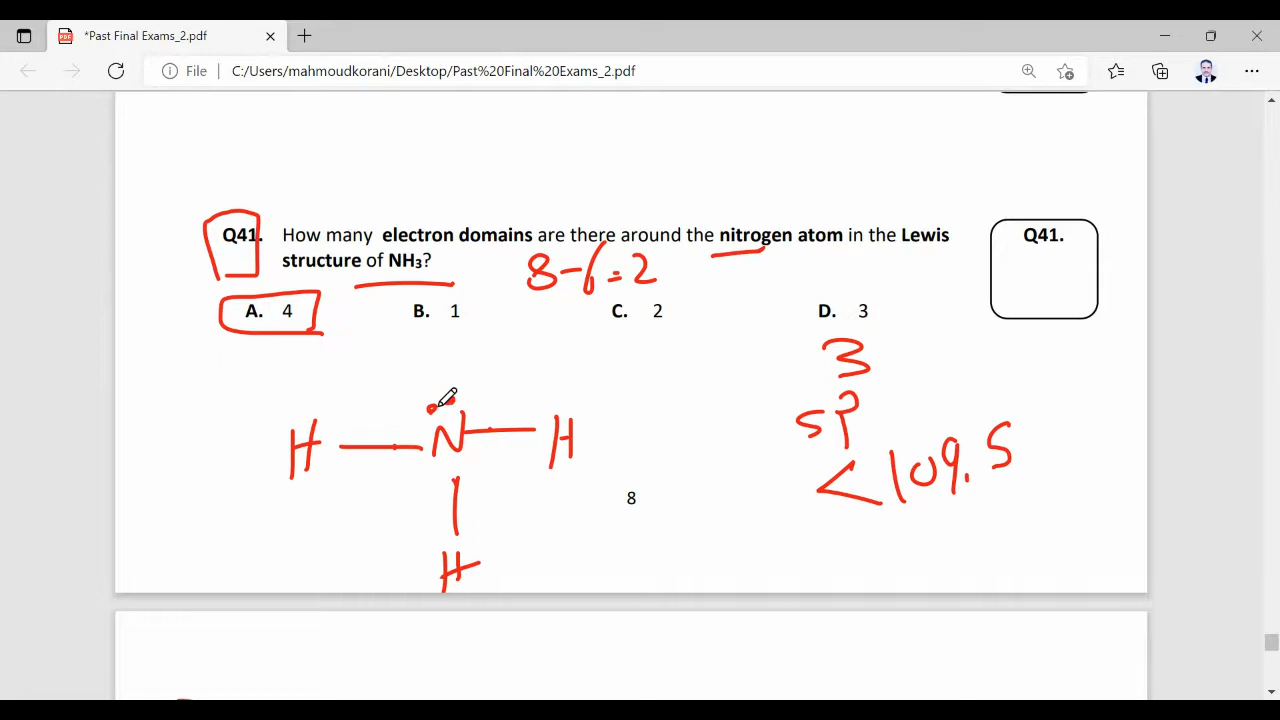 *Past Final Exams_2.pdf
File C:/Users/mahmoudkorani/Desktop/Past%20Final%20Exams_2.pdf
Q41. How many electron domains are there around the nitrogen atom in the Lewis
structure of NH₃?
8-6=2
Q41.
A. 4 B. 1 C. 2 D. 3
3
sp
<109.5
H N H
H
8